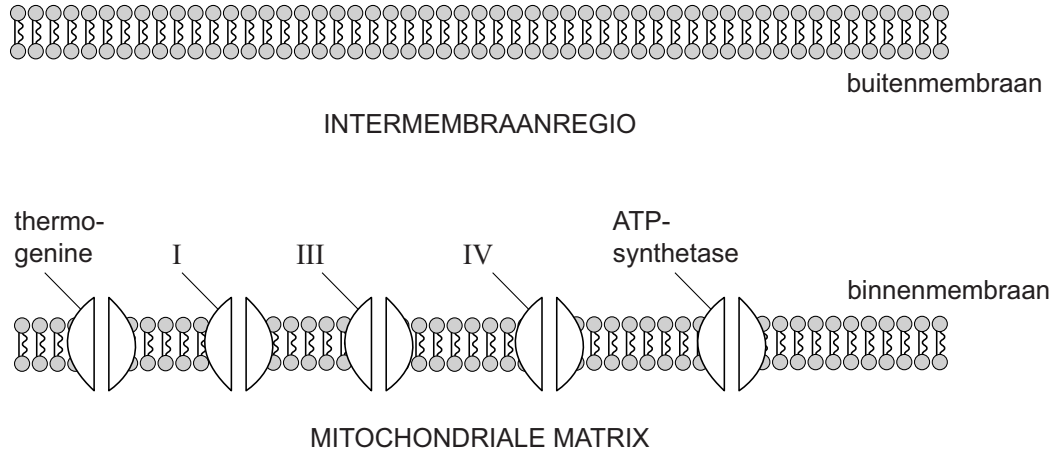 buitenmembraan
INTERMEMBRAANREGIO
thermo-
genine
I
III
IV
ATP-
synthetase
binnenmembraan
MITOCHONDRIALE MATRIX